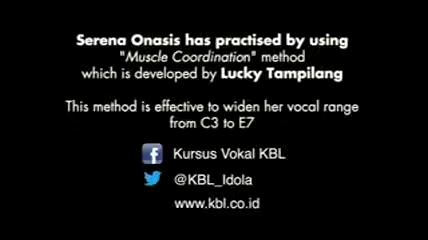 Serena Onasis has practised by using
"Muscle Coordination" method
which is developed by Lucky Tampilang
This method is effective to widen her vocal range
from C3 to E7
Kursus Vokal KBL
@KBL_Idola
www.kbl.co.id